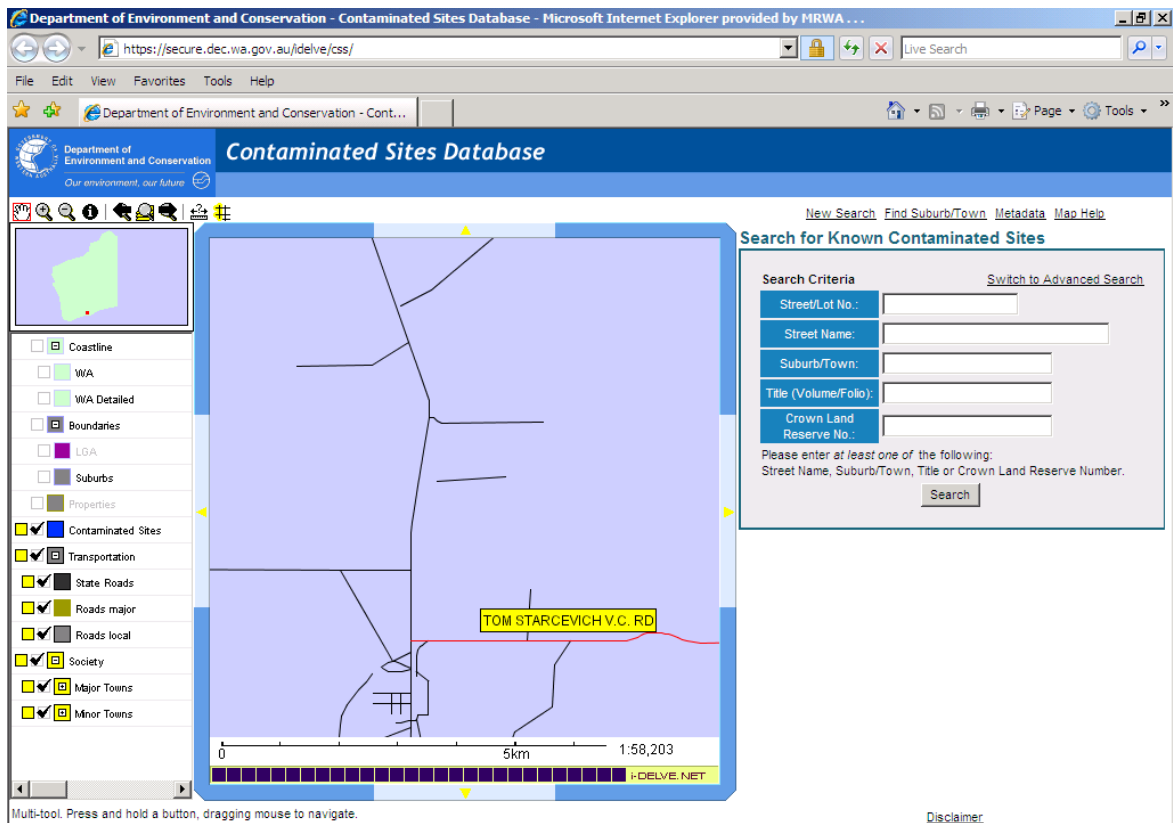 Department of Environment and Conservation - Contaminated Sites Database - Microsoft Internet Explorer provided by MRWA . . .
https://secure.dec.wa.gov.au/idelve/css/
Live Search
File Edit View Favorites Tools Help
Department of Environment and Conservation - Cont...
Page Tools »
Department of
Environment and Conservation
Our environment, our future
Contaminated Sites Database
New Search Find Suburb/Town Metadata Map Help
Search for Known Contaminated Sites
Search Criteria Switch to Advanced Search
Street/Lot No.:
Street Name:
Suburb/Town:
Title (Volume/Folio):
Crown Land
Reserve No.:
Please enter at least one of the following:
Street Name, Suburb/Town, Title or Crown Land Reserve Number.
Search
Coastline
WA
WA Detailed
Boundaries
LGA
Suburbs
Properties
Contaminated Sites
Transportation
State Roads
Roads major
Roads local
Society
Major Towns
Minor Towns
TOM STARCEVICH V.C. RD
0 5km 1:58,203
i-DELVE.NET
Multi-tool. Press and hold a button, dragging mouse to navigate.
Disclaimer